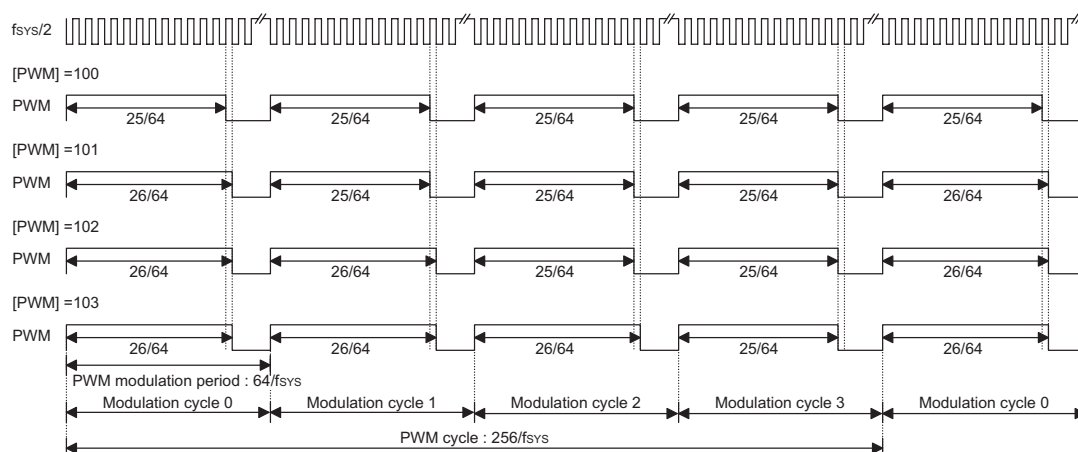 fSYS/2
[PWM] =100
PWM
25/64 25/64 25/64 25/64 25/64
[PWM] =101
PWM
26/64 25/64 25/64 25/64 26/64
[PWM] =102
PWM
26/64 26/64 25/64 25/64 26/64
[PWM] =103
PWM
26/64 26/64 26/64 25/64 26/64
PWM modulation period : 64/fSYS
Modulation cycle 0 Modulation cycle 1 Modulation cycle 2 Modulation cycle 3 Modulation cycle 0
PWM cycle : 256/fSYS